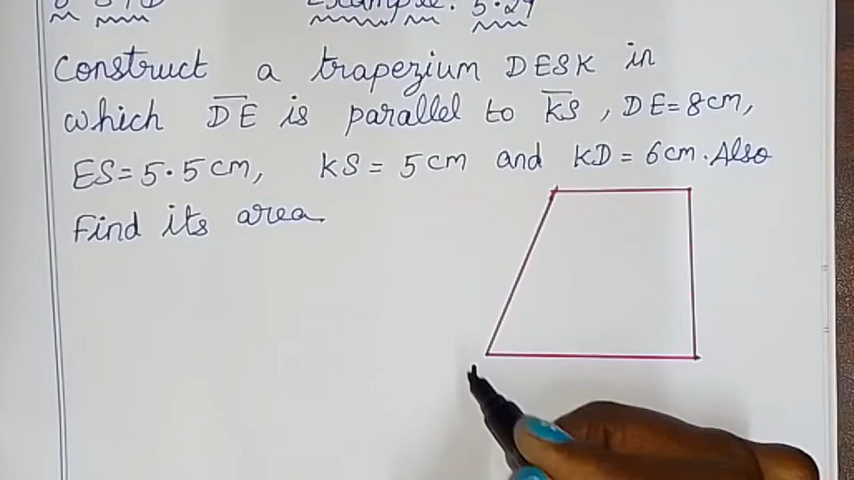 Example: 5.29
Construct a trapezium DESK in
which DE is parallel to KS, DE=8cm,
ES=5.5cm, KS = 5cm and KD = 6cm. Also
Find its area.